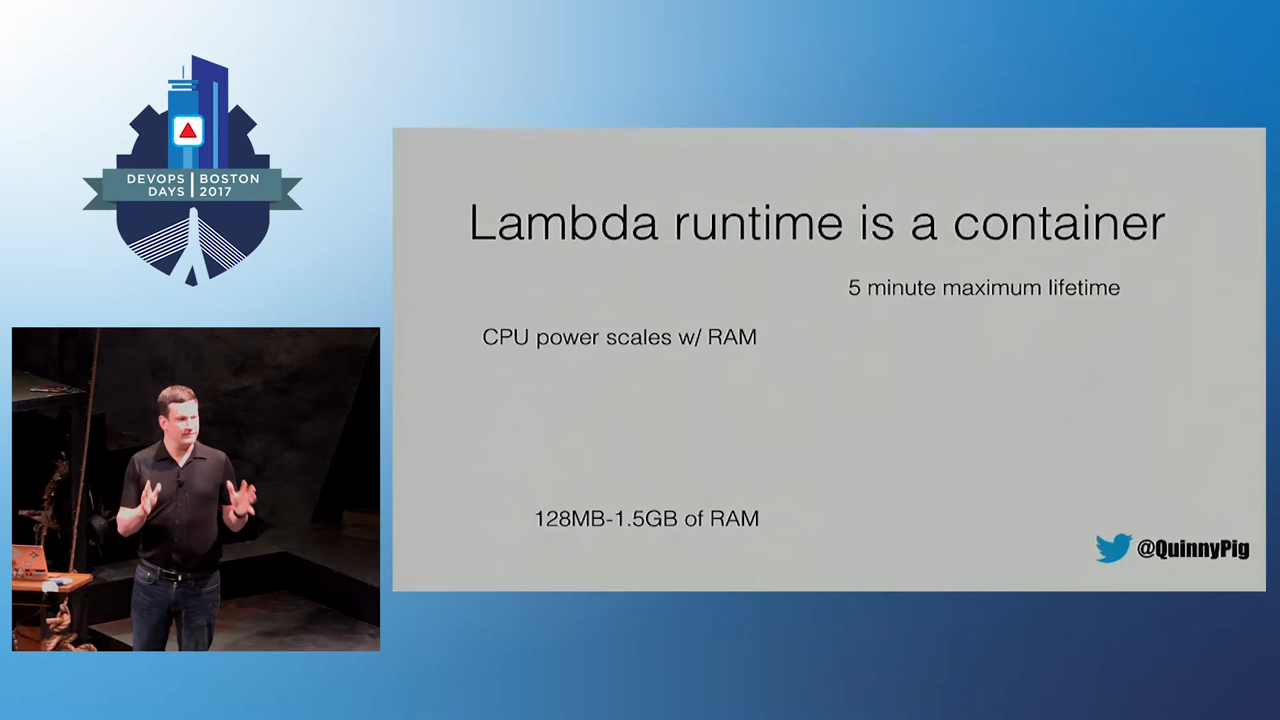 DEVOPS BOSTON
DAYS 2017
Lambda runtime is a container
5 minute maximum lifetime
CPU power scales w/ RAM
128MB-1.5GB of RAM
@QuinnyPig